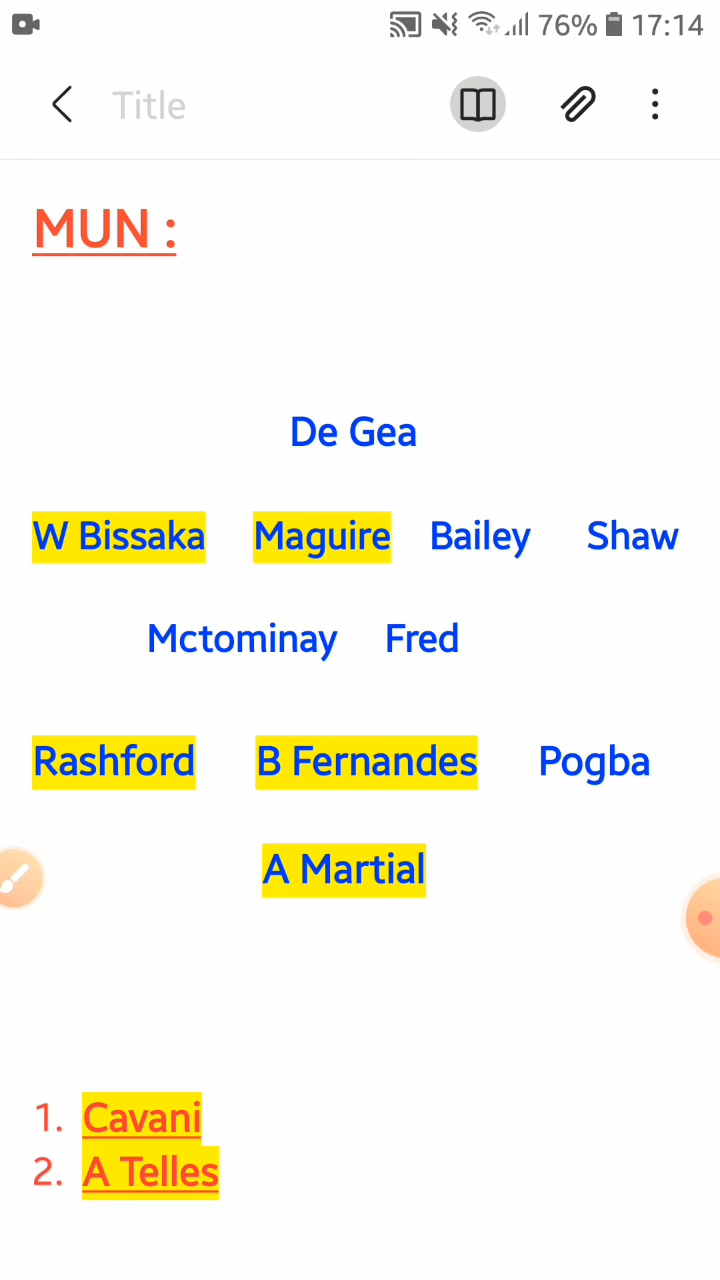 76% 17:14
Title
MUN :
De Gea
W Bissaka Maguire Bailey Shaw
Mctominay Fred
Rashford B Fernandes Pogba
A Martial
1. Cavani
2. A Telles